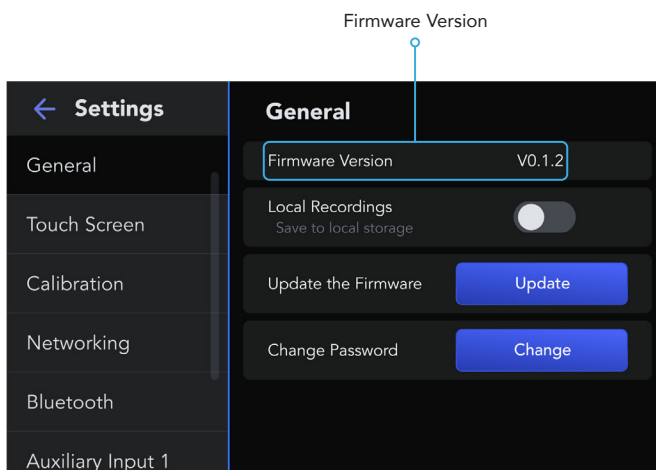 Firmware Version
Settings
General
Touch Screen
Calibration
Networking
Bluetooth
Auxiliary Input 1
General
Firmware Version V0.1.2
Local Recordings
Save to local storage
Update the Firmware Update
Change Password Change